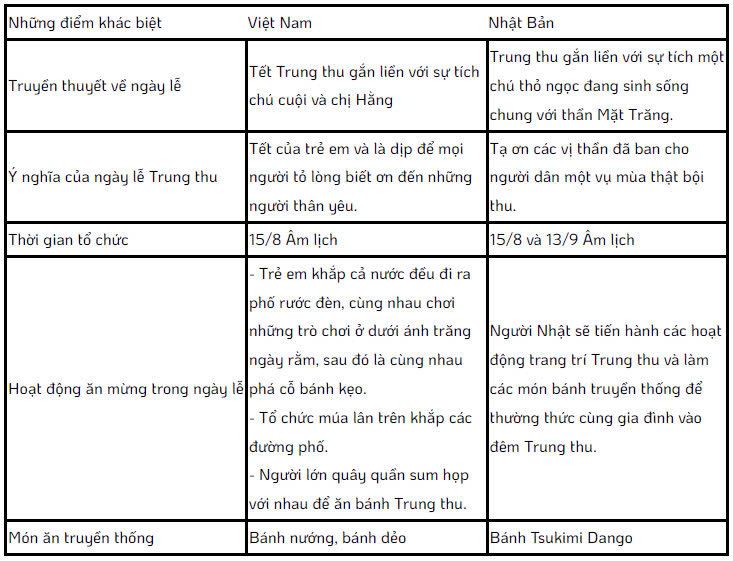 Những điểm khác biệt
Việt Nam
Nhật Bản
Truyền thuyết về ngày lễ
Tết Trung thu gắn liền với sự tích
chú cuội và chị Hằng
Trung thu gắn liền với sự tích một
chú thỏ ngọc đang sinh sống
chung với thần Mặt Trăng.
Ý nghĩa của ngày lễ Trung thu
Tết của trẻ em và là dịp để mọi
người tỏ lòng biết ơn đến những
người thân yêu.
Tạ ơn các vị thần đã ban cho
người dân một vụ mùa thật bội
thu.
Thời gian tổ chức
15/8 Âm lịch
15/8 và 13/9 Âm lịch
Hoạt động ăn mừng trong ngày lễ
- Trẻ em khắp cả nước đều đi ra
phố rước đèn, cùng nhau chơi
những trò chơi ở dưới ánh trăng
ngày rằm, sau đó là cùng nhau
phá cỗ bánh kẹo.
- Tổ chức múa lân trên khắp các
đường phố.
- Người lớn quây quần sum họp
với nhau để ăn bánh Trung thu.
Người Nhật sẽ tiến hành các hoạt
động trang trí Trung thu và làm
các món bánh truyền thống để
thưởng thức cùng gia đình vào
đêm Trung thu.
Món ăn truyền thống
Bánh nướng, bánh dẻo
Bánh Tsukimi Dango